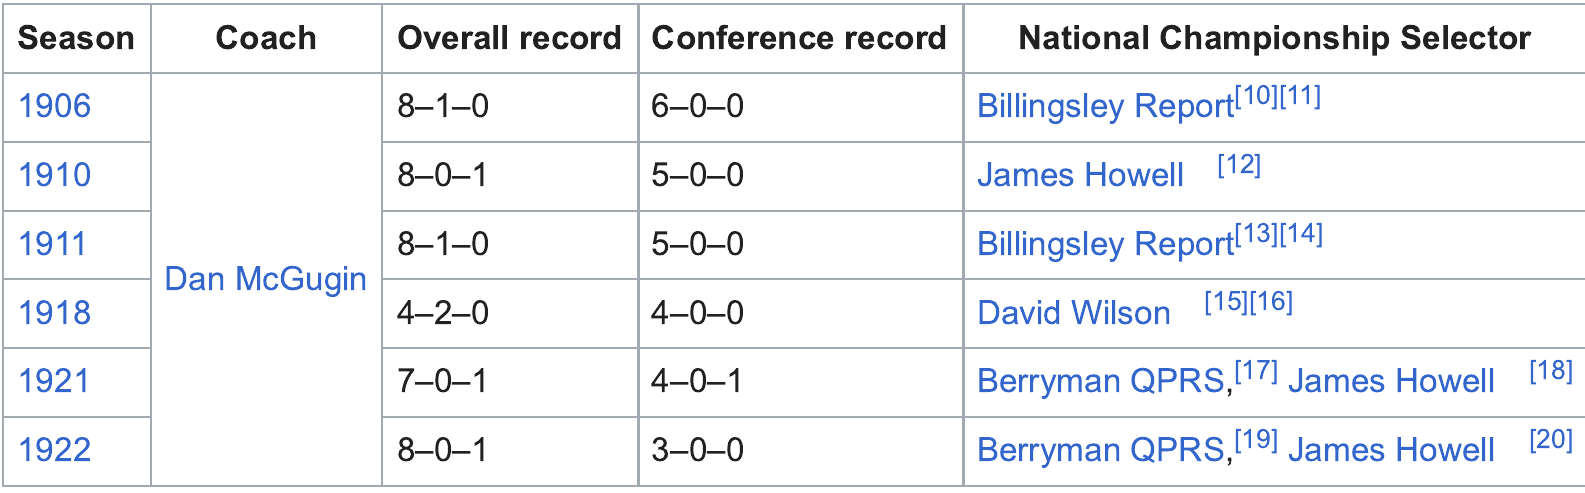 Season Coach Overall record Conference record National Championship Selector
1906 8–1–0 6–0–0 Billingsley Report[10][11]
1910 8–0–1 5–0–0 James Howell [12]
1911 8–1–0 5–0–0 Billingsley Report[13][14]
Dan McGugin
1918 4–2–0 4–0–0 David Wilson [15][16]
1921 7–0–1 4–0–1 Berryman QPRS,[17] James Howell [18]
1922 8–0–1 3–0–0 Berryman QPRS,[19] James Howell [20]